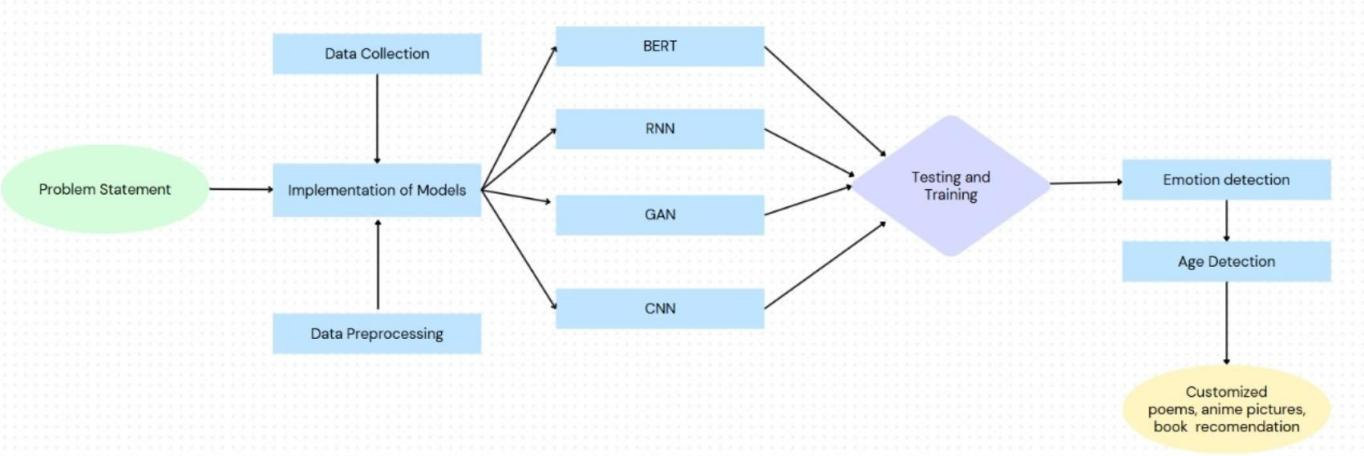 Problem Statement
Data Collection
Implementation of Models
Data Preprocessing
BERT
RNN
GAN
CNN
Testing and
Training
Emotion detection
Age Detection
Customized
poems, anime pictures,
book recomendation